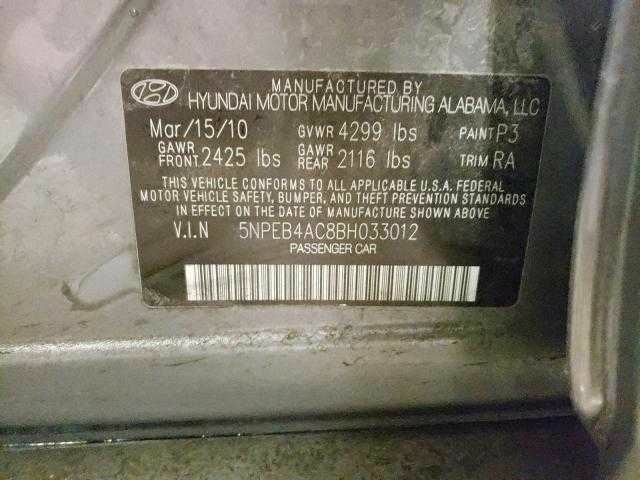 MANUFACTURED BY
HYUNDAI MOTOR MANUFACTURING ALABAMA, LLC
Mar/15/10 GVWR 4299 lbs PAINT P3
GAWR FRONT 2425 lbs GAWR REAR 2116 lbs TRIM RA
THIS VEHICLE CONFORMS TO ALL APPLICABLE U.S.A. FEDERAL
MOTOR VEHICLE SAFETY, BUMPER, AND THEFT PREVENTION STANDARDS
IN EFFECT ON THE DATE OF MANUFACTURE SHOWN ABOVE
V.I.N 5NPEB4AC8BH033012
PASSENGER CAR